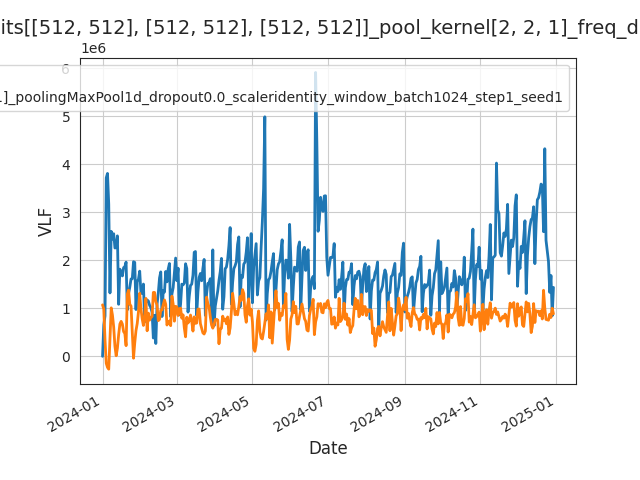 its[[512, 512], [512, 512], [512, 512]]_pool_kernel[2, 2, 1]_freq_d
1e6
6
.]_poolingMaxPool1d_dropout0.0_scaleridentity_window_batch1024_step1_seed1
5
4
3
2
1
0
VLF
2024-01
2024-03
2024-05
2024-07
2024-09
2024-11
2025-01
Date